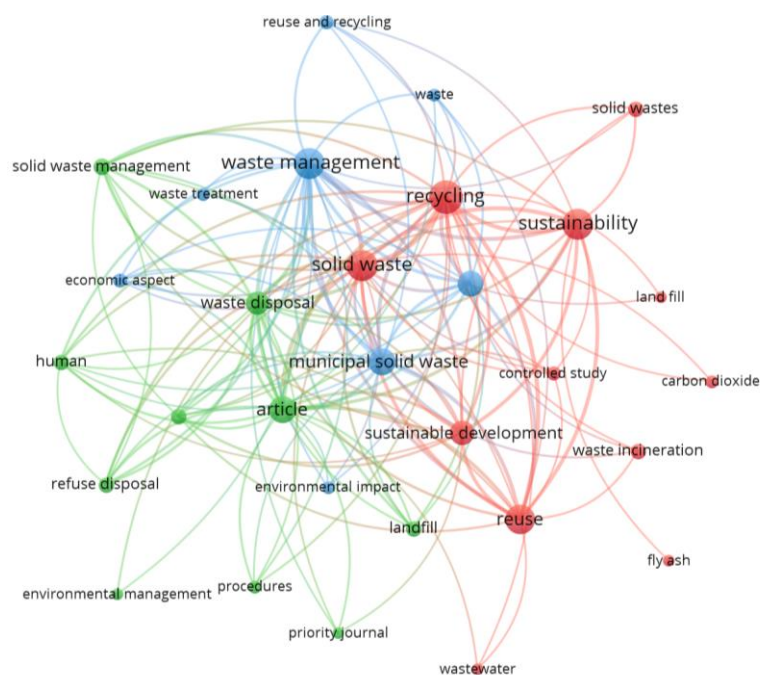 reuse and recycling
waste
solid wastes
waste management
solid waste management
waste treatment
recycling
sustainability
solid waste
economic aspect
waste disposal
land fill
human
municipal solid waste
controlled study
carbon dioxide
article
sustainable development
waste incineration
refuse disposal
environmental impact
landfill
reuse
fly ash
environmental management
procedures
priority journal
wastewater